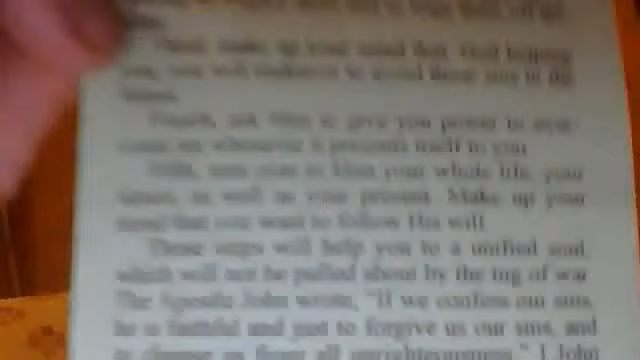 Third, make up your mind that, God helping
you, you will endeavor to avoid those sins in the
future.
Fourth, ask Him to give you power to over-
come sin whenever it presents itself to you.
Fifth, turn over to Him your whole life, your
future, as well as your present. Make up your
mind that you want to follow His will.
These steps will help you to a unified soul
which will not be pulled about by the tug of war.
The Apostle John wrote, "If we confess our sins,
he is faithful and just to forgive us our sins, and
to cleanse us from all unrighteousness." I John